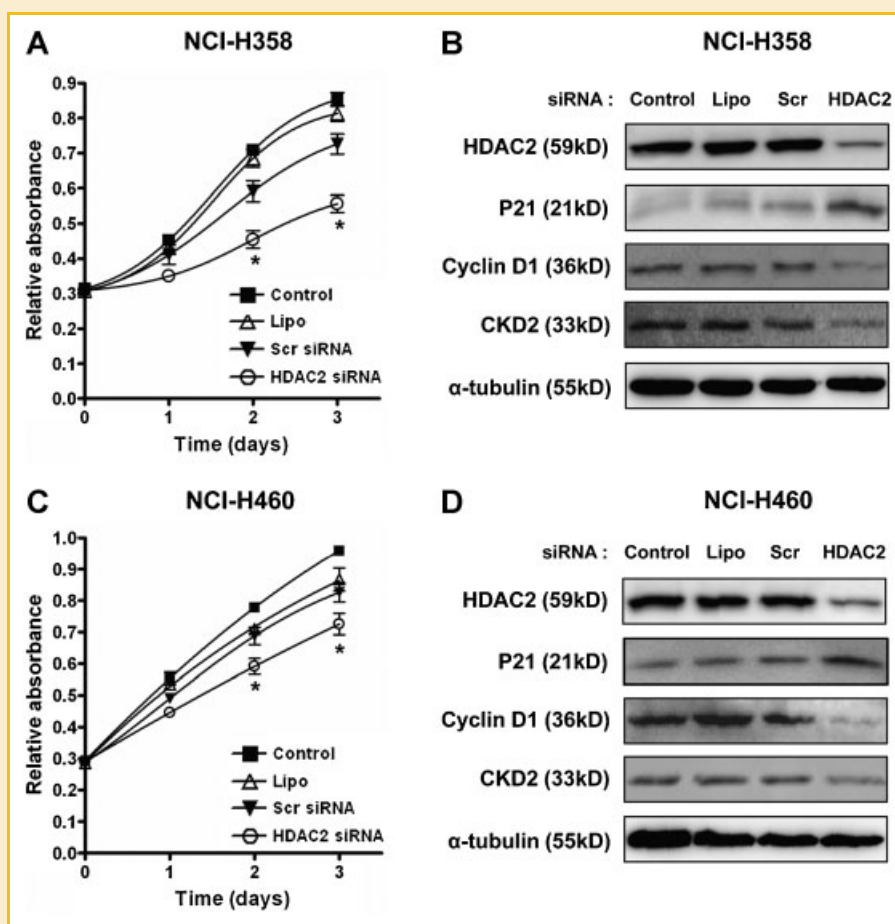 A
NCI-H358
Relative absorbance
0.9
0.8
0.7
0.6
0.5
0.4
0.3
0.2
0.1
0.0
*
*
Control
Lipo
Scr siRNA
HDAC2 siRNA
0 1 2 3
Time (days)
B
NCI-H358
siRNA : Control Lipo Scr HDAC2
HDAC2 (59kD)
P21 (21kD)
Cyclin D1 (36kD)
CKD2 (33kD)
α-tubulin (55kD)
C
NCI-H460
Relative absorbance
1.0
0.9
0.8
0.7
0.6
0.5
0.4
0.3
0.2
0.1
0.0
*
*
Control
Lipo
Scr siRNA
HDAC2 siRNA
0 1 2 3
Time (days)
D
NCI-H460
siRNA : Control Lipo Scr HDAC2
HDAC2 (59kD)
P21 (21kD)
Cyclin D1 (36kD)
CKD2 (33kD)
α-tubulin (55kD)